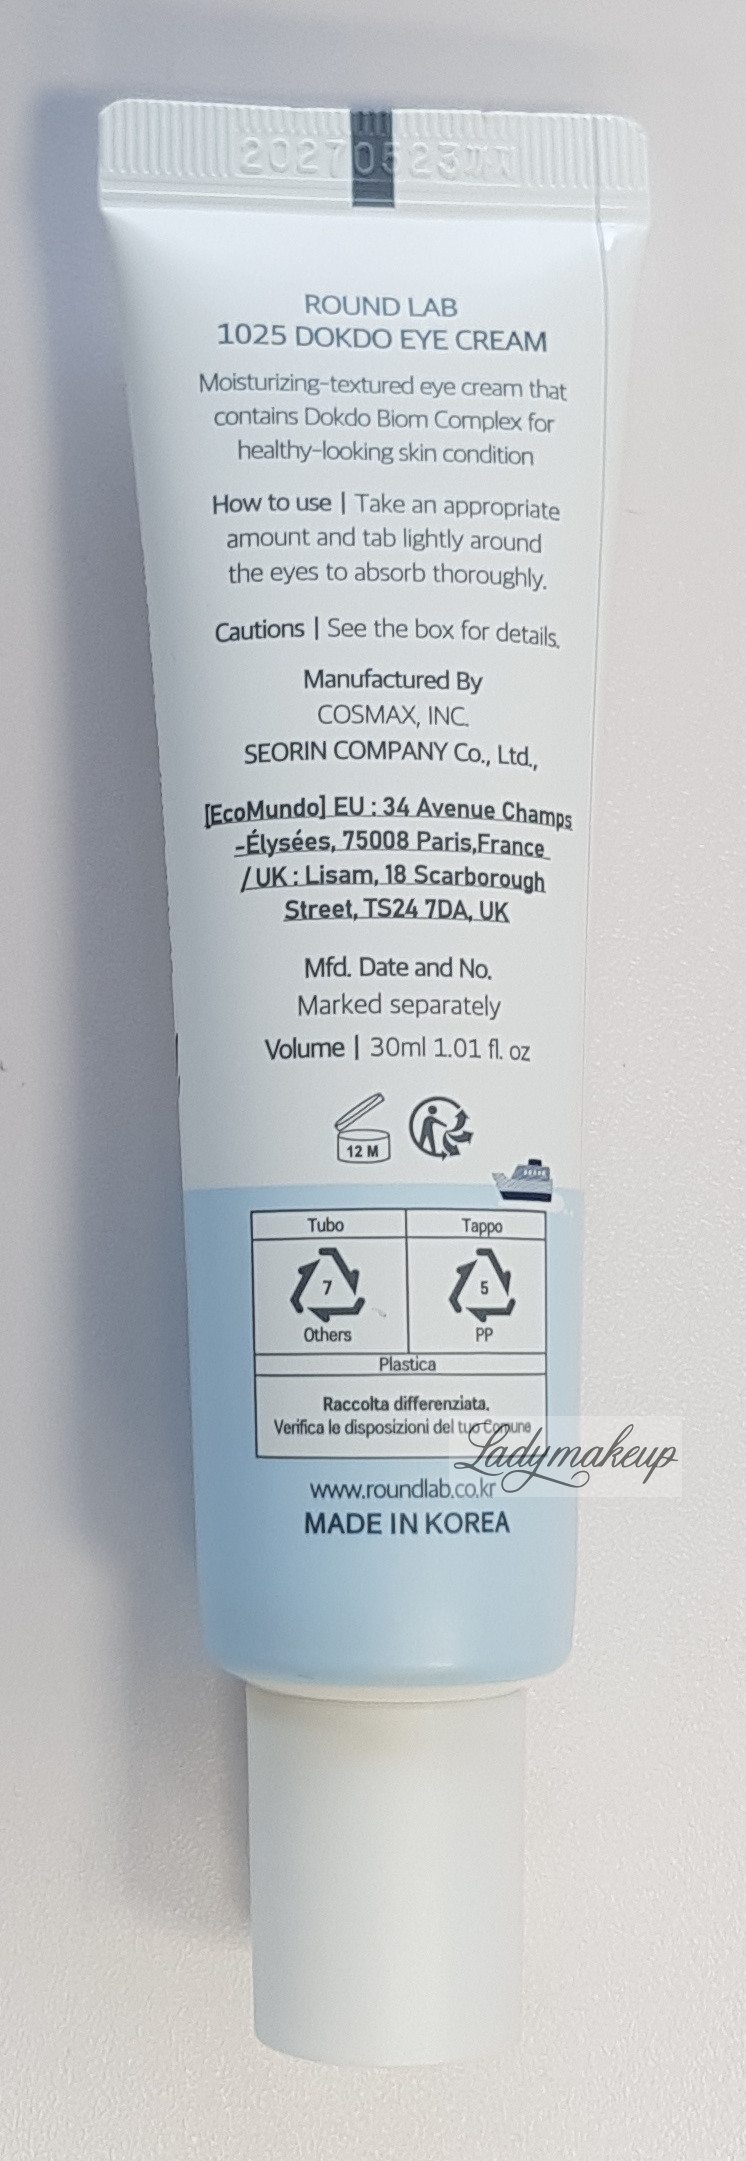 20270523까지
ROUND LAB
1025 DOKDO EYE CREAM
Moisturizing-textured eye cream that
contains Dokdo Biom Complex for
healthy-looking skin condition
How to use | Take an appropriate
amount and tab lightly around
the eyes to absorb thoroughly.
Cautions | See the box for details.
Manufactured By
COSMAX, INC.
SEORIN COMPANY Co., Ltd.,
[EcoMundo] EU : 34 Avenue Champs
-Élysées, 75008 Paris,France
/ UK : Lisam, 18 Scarborough
Street, TS24 7DA, UK
Mfd. Date and No.
Marked separately
Volume | 30ml 1.01 fl. oz
12 M
Tubo Tappo
7 5
Others PP
Plastica
Raccolta differenziata.
Verifica le disposizioni del tuo Comune
Ladymakeup
www.roundlab.co.kr
MADE IN KOREA